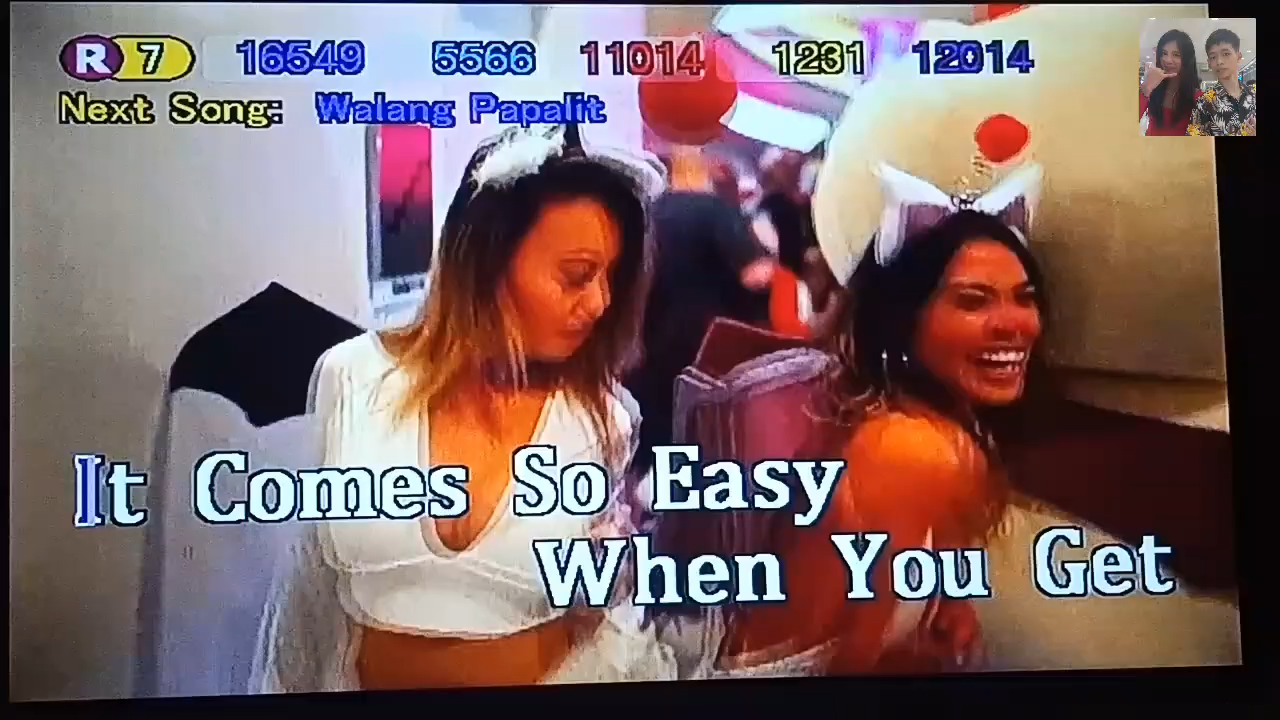 R 7 16549 5566 11014 1231 12014
Next Song: Walang Papalit
It Comes So Easy
When You Get